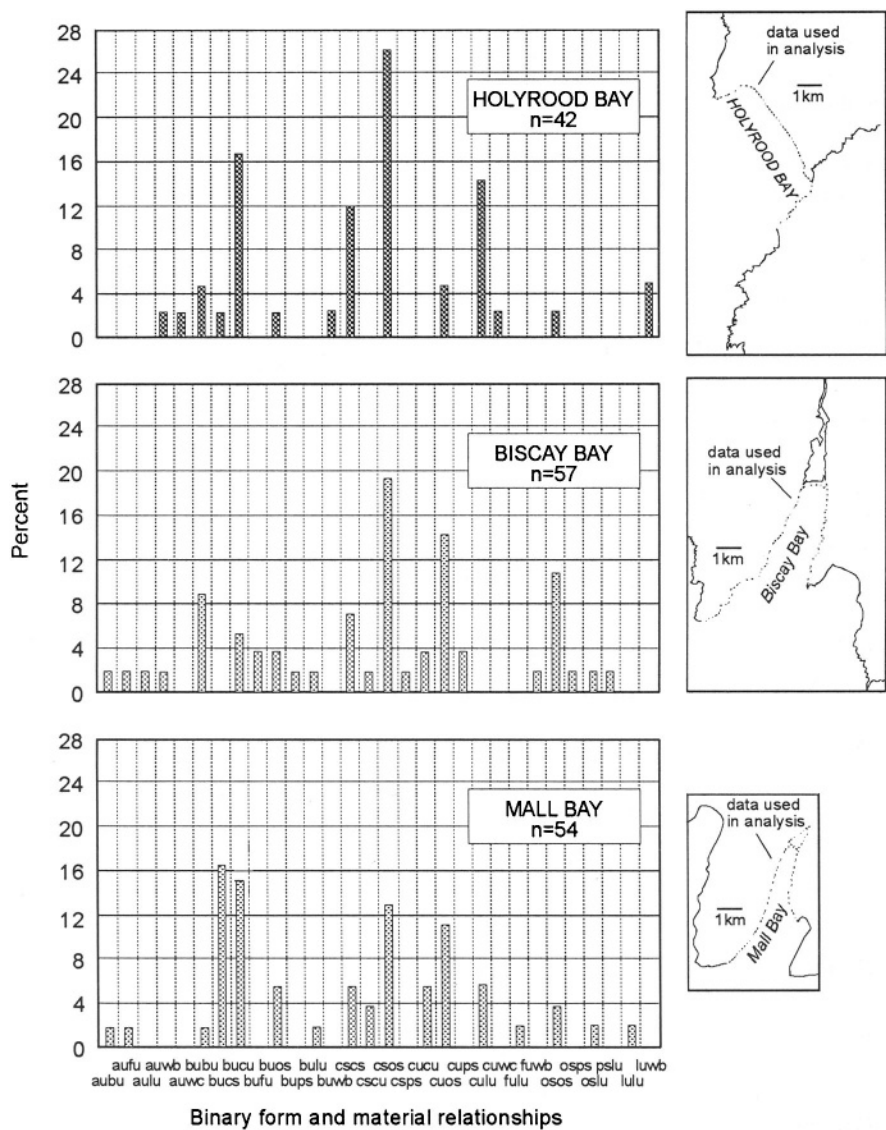 28
24
20
16
12
8
4
0
HOLYROOD BAY
n=42
data used
in analysis
1km
HOLYROOD BAY
Percent
28
24
20
16
12
8
4
0
BISCAY BAY
n=57
data used
in analysis
1km
Biscay Bay
28
24
20
16
12
8
4
0
MALL BAY
n=54
data used
in analysis
1km
Mall Bay
aufu auwb bubu bucu buos bulu cscs csos cucu cups cuwc fuwb osps pslu luwb
aubu aulu auwc bucs bufu bups buwb cscu csps cuos culu fulu osos oslu lulu
Binary form and material relationships